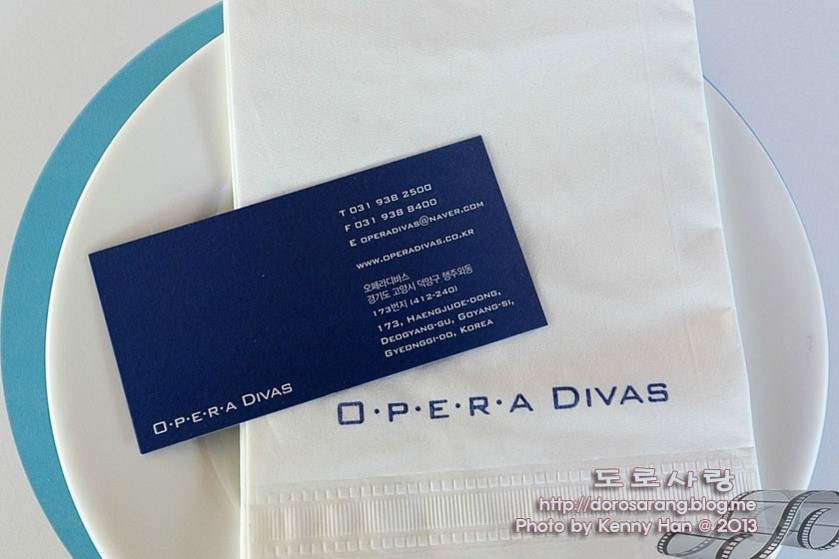 T 031 938 2500
F 031 938 8400
E OPERADIVAS@NAVER.COM
WWW.OPERADIVAS.CO.KR
오페라디바스
경기도 고양시 덕양구 행주외동
173번지 (412-240)
173, HAENGJUOE-DONG,
DEOGYANG-GU, GOYANG-SI,
GYEONGGI-DO, KOREA
O·P·E·R·A DIVAS
O·P·E·R·A DIVAS
도로사랑
http://dorosarang.blog.me
Photo by Kenny Han @ 2013